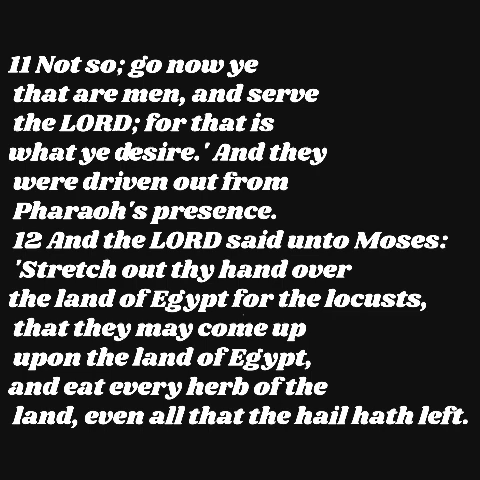 11 Not so; go now ye
that are men, and serve
the LORD; for that is
what ye desire.' And they
were driven out from
Pharaoh's presence.
12 And the LORD said unto Moses:
'Stretch out thy hand over
the land of Egypt for the locusts,
that they may come up
upon the land of Egypt,
and eat every herb of the
land, even all that the hail hath left.